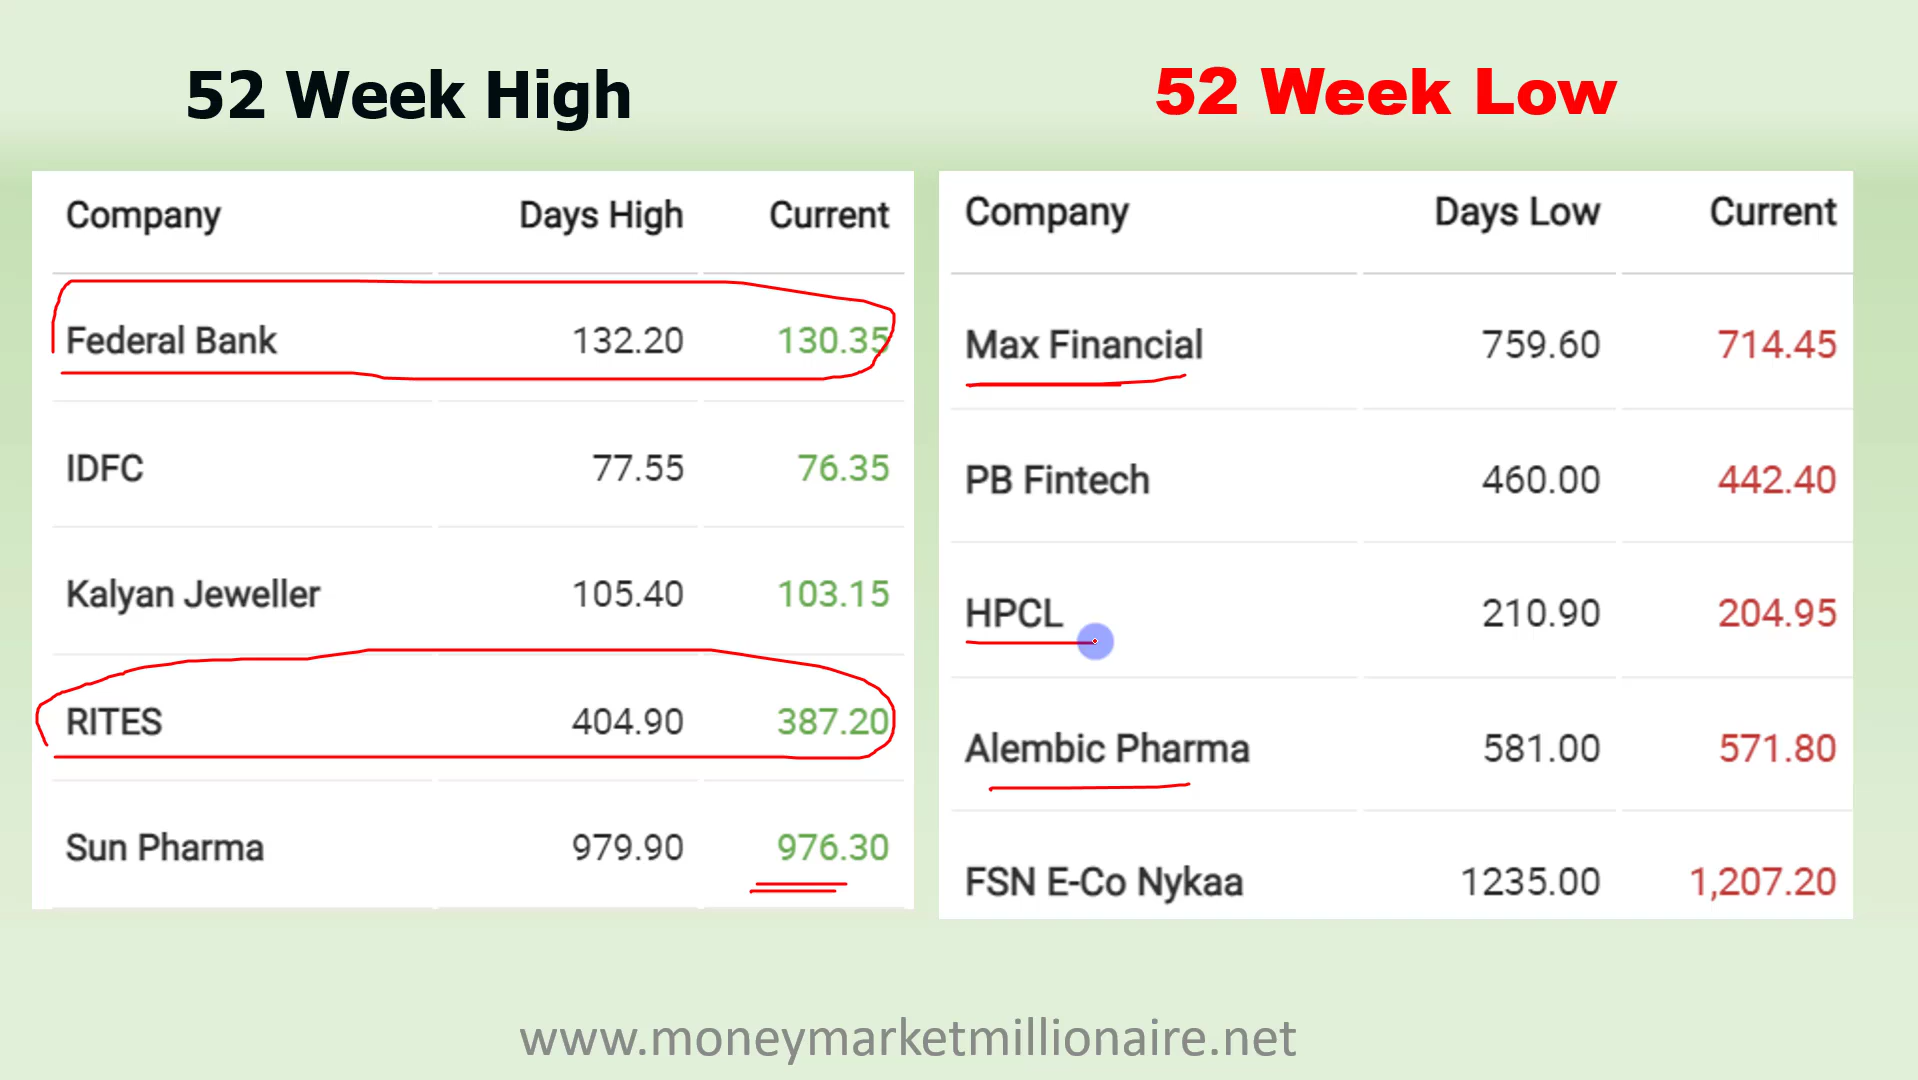 52 Week High
Company Days High Current
Federal Bank 132.20 130.35
IDFC 77.55 76.35
Kalyan Jeweller 105.40 103.15
RITES 404.90 387.20
Sun Pharma 979.90 976.30
52 Week Low
Company Days Low Current
Max Financial 759.60 714.45
PB Fintech 460.00 442.40
HPCL 210.90 204.95
Alembic Pharma 581.00 571.80
FSN E-Co Nykaa 1235.00 1,207.20
www.moneymarketmillionaire.net